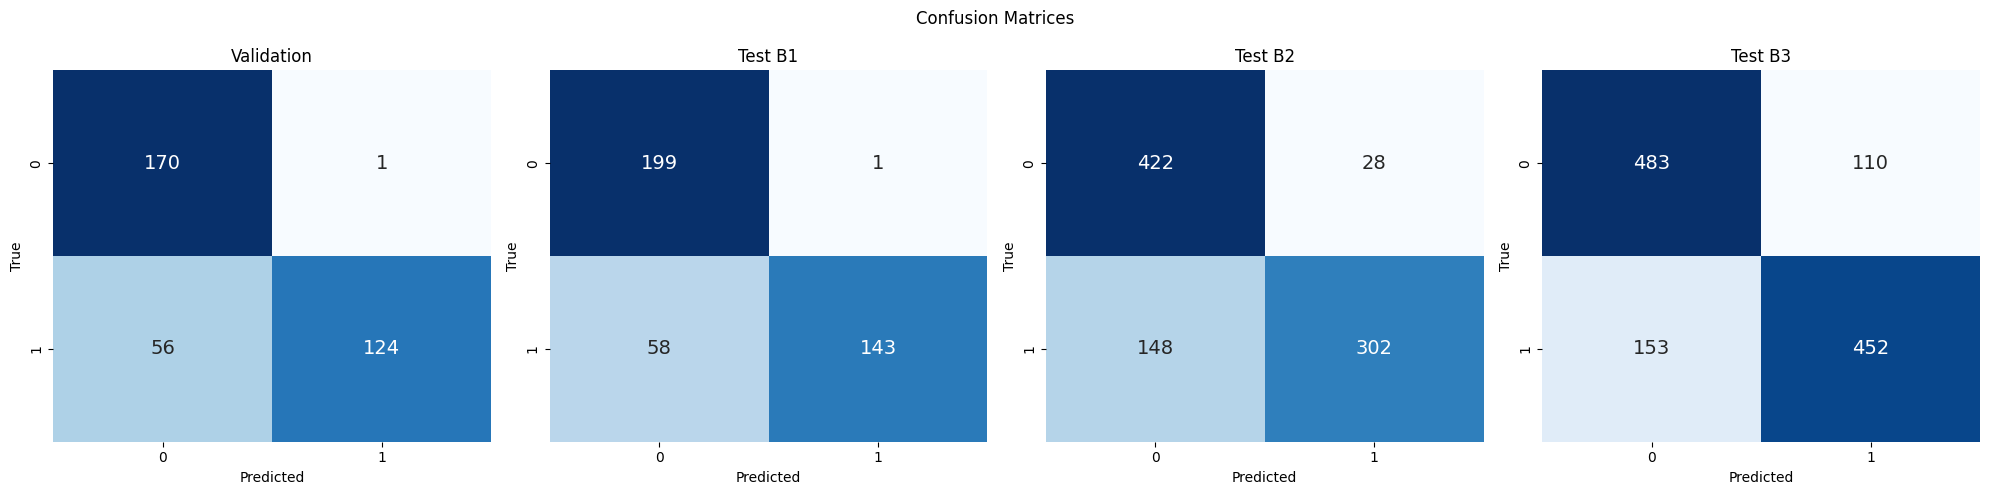 Confusion Matrices
Validation
True
0
1
170 1
56 124
0 1
Predicted
Test B1
True
0
1
199 1
58 143
0 1
Predicted
Test B2
True
0
1
422 28
148 302
0 1
Predicted
Test B3
True
0
1
483 110
153 452
0 1
Predicted